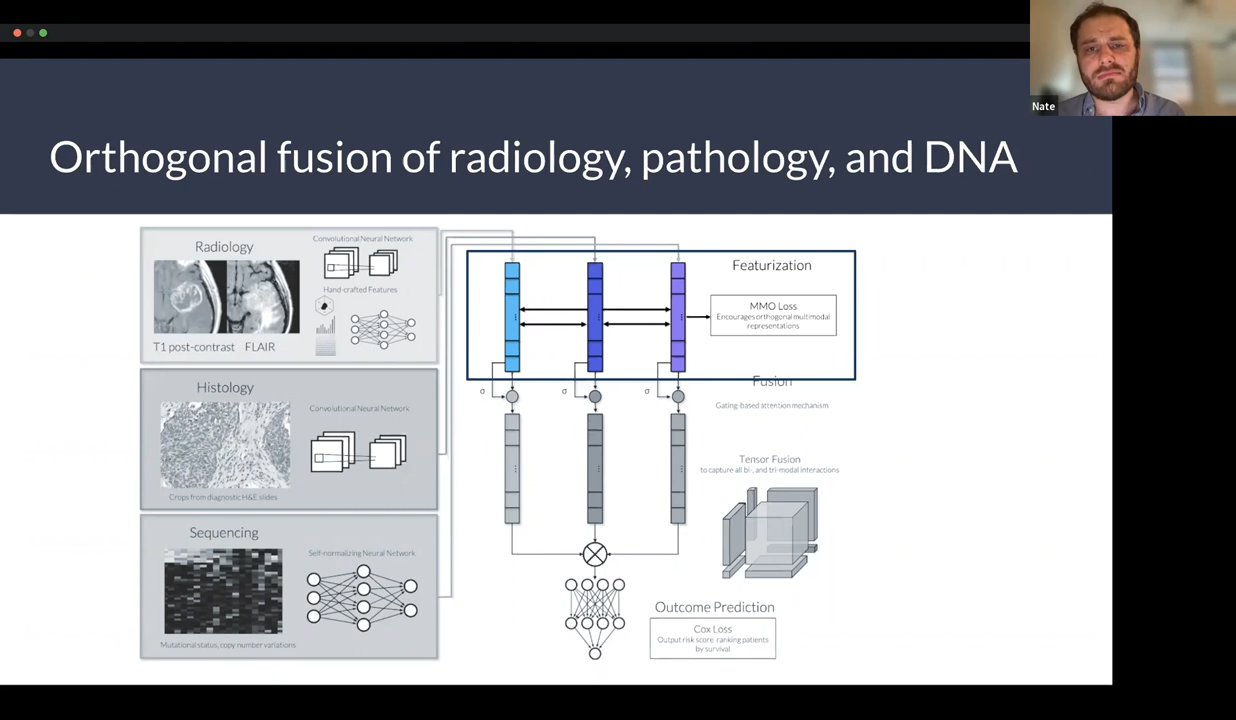 Nate
Orthogonal fusion of radiology, pathology, and DNA
Radiology
Convolutional Neural Network
Hand-crafted Features
T1 post-contrast FLAIR
Histology
Convolutional Neural Network
Crops from diagnostic H&E slides
Sequencing
Self-normalizing Neural Network
Mutational status, copy number variations
Featurization
MMO Loss
Encourages orthogonal multimodal
representations
σ σ σ
Fusion
Gating-based attention mechanism
Tensor Fusion
to capture all bi-, and tri-modal interactions
Outcome Prediction
Cox Loss
Output risk score ranking patients
by survival